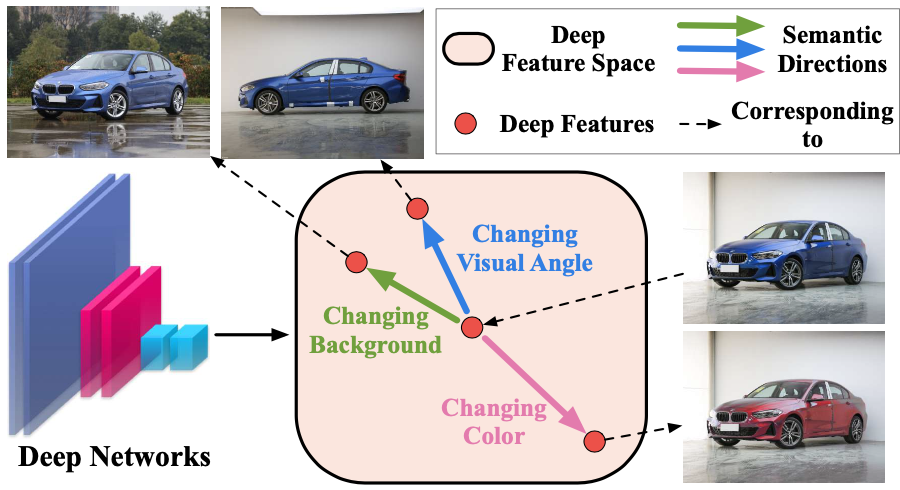 Deep
Feature Space
Semantic
Directions
Deep Features
Corresponding
to
Changing
Visual Angle
Changing
Background
Changing
Color
Deep Networks